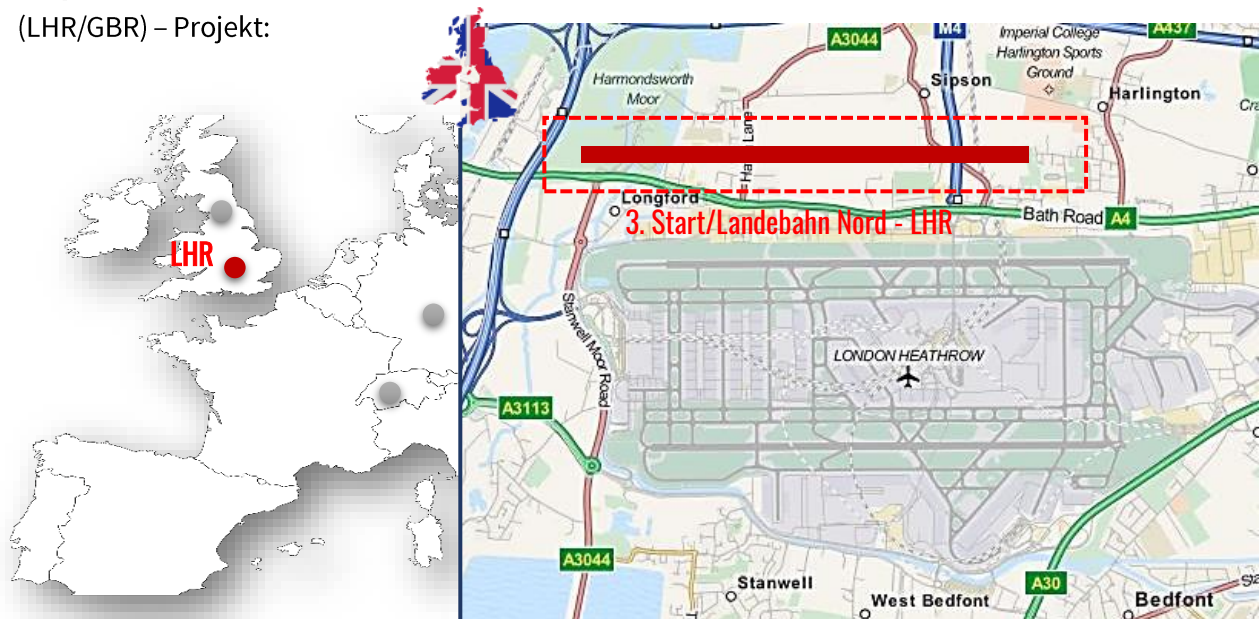 (LHR/GBR) – Projekt:
LHR
A3044
M4
Imperial College
Harlington Sports
Ground
A437
Harmondsworth
Moor
Sipson
Harlington
Longford
3. Start/Landebahn Nord - LHR
Bath Road
A4
Stanwell Moor Road
LONDON HEATHROW
A3113
A3044
Stanwell
West Bedfont
A30
Bedfont